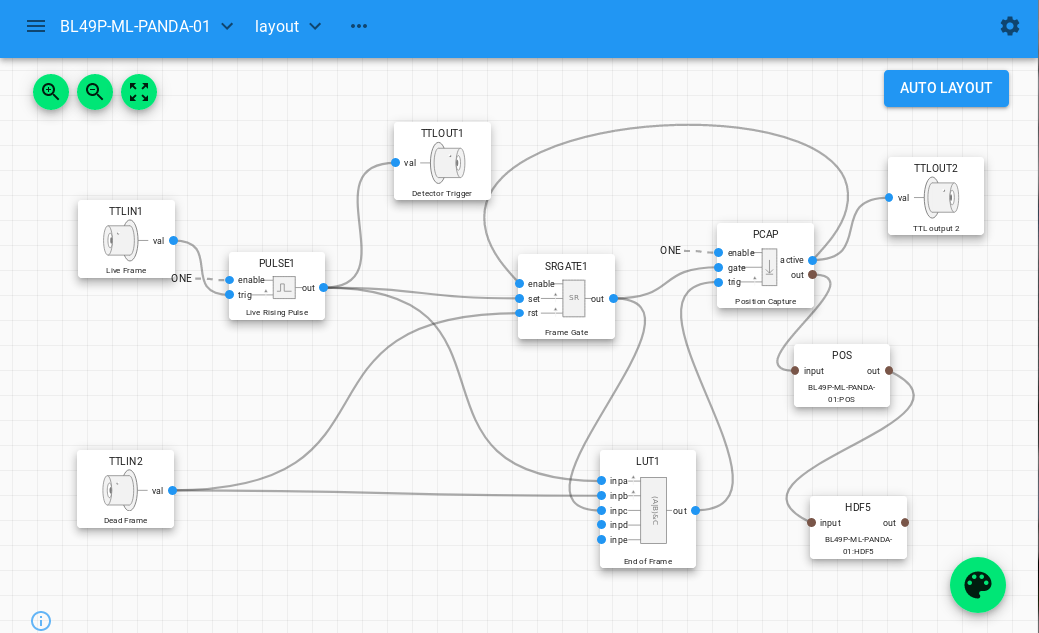 BL49P-ML-PANDA-01 layout
AUTO LAYOUT
TTLOUT1
val
Detector Trigger
TTLOUT2
val
TTL output 2
TTLIN1
val
Live Frame
ONE
PULSE1
enable
trig
out
Live Rising Pulse
SRGATE1
enable
set
rst
SR
out
Frame Gate
ONE
PCAP
enable
gate
trig
active
out
Position Capture
POS
input out
BL49P-ML-PANDA-
01:POS
TTLIN2
val
Dead Frame
LUT1
inpa
inpb
inpc
inpd
inpe
(A|B)&C
out
End of Frame
HDF5
input out
BL49P-ML-PANDA-
01:HDF5